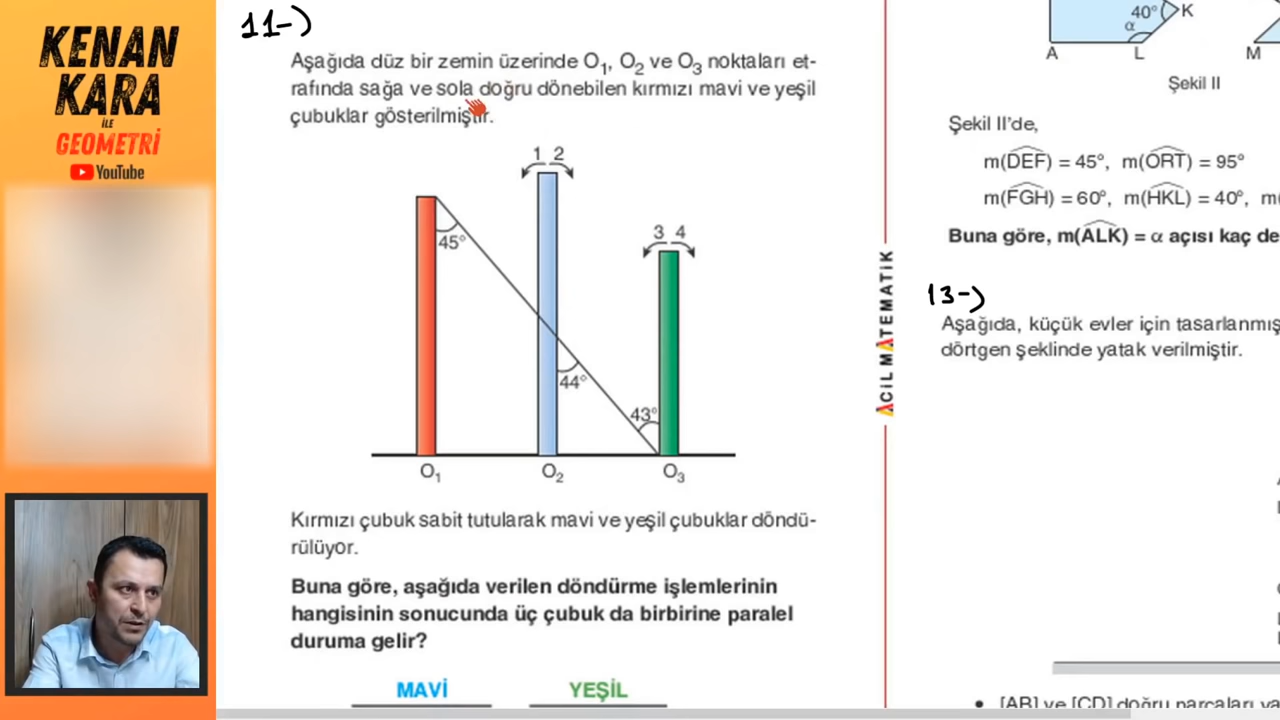 KENAN
KARA
İLE
GEOMETRİ
YouTube
11-)
Aşağıda düz bir zemin üzerinde O₁, O₂ ve O₃ noktaları et-
rafında sağa ve sola doğru dönebilen kırmızı mavi ve yeşil
çubuklar gösterilmiştir.
1 2
3 4
45°
44°
43°
O₁ O₂ O₃
Kırmızı çubuk sabit tutularak mavi ve yeşil çubuklar döndü-
rülüyor.
Buna göre, aşağıda verilen döndürme işlemlerinin
hangisinin sonucunda üç çubuk da birbirine paralel
duruma gelir?
MAVİ YEŞİL
ACİL MATEMATİK
40° K
α
A L M
Şekil II
Şekil II'de,
m(DEF) = 45°, m(ORT) = 95°
m(FGH) = 60°, m(HKL) = 40°, m(
Buna göre, m(ALK) = α açısı kaç de
13-)
Aşağıda, küçük evler için tasarlanmış
dörtgen şeklinde yatak verilmiştir.
• [AB] ve [CD] doğru parçaları